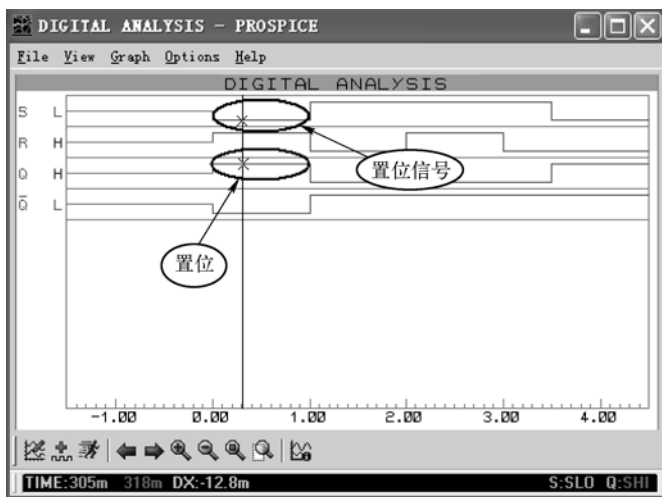 DIGITAL ANALYSIS - PROSPICE
File View Graph Options Help
DIGITAL ANALYSIS
S L
R H
置位信号
Q H
Q̅ L
置位
-1.00 0.00 1.00 2.00 3.00 4.00
TIME:305m 318m DX:-12.8m S:SLO Q:SHI